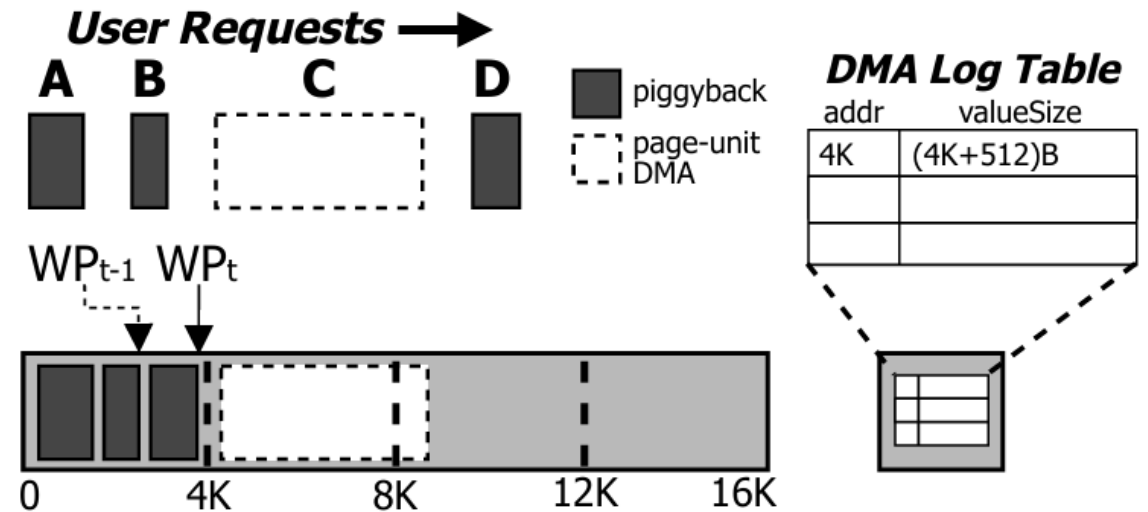 User Requests
A B C D
piggyback
page-unit
DMA
DMA Log Table
addr valueSize
4K (4K+512)B
WPt-1 WPt
0 4K 8K 12K 16K